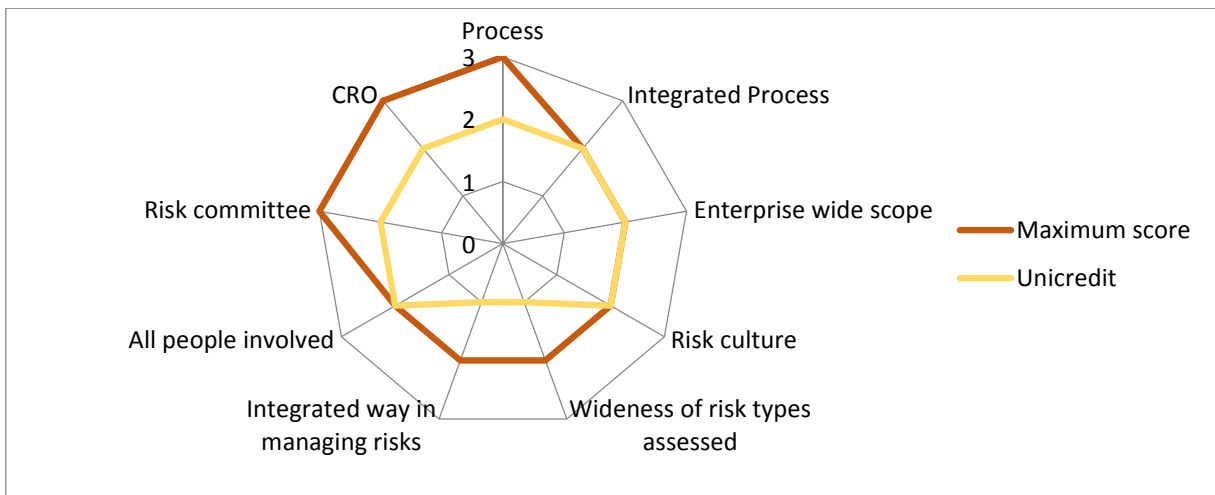 Process
3
CRO
Integrated Process
2
1
Risk committee
Enterprise wide scope
0
Maximum score
Unicredit
All people involved
Risk culture
Integrated way in
managing risks
Wideness of risk types
assessed